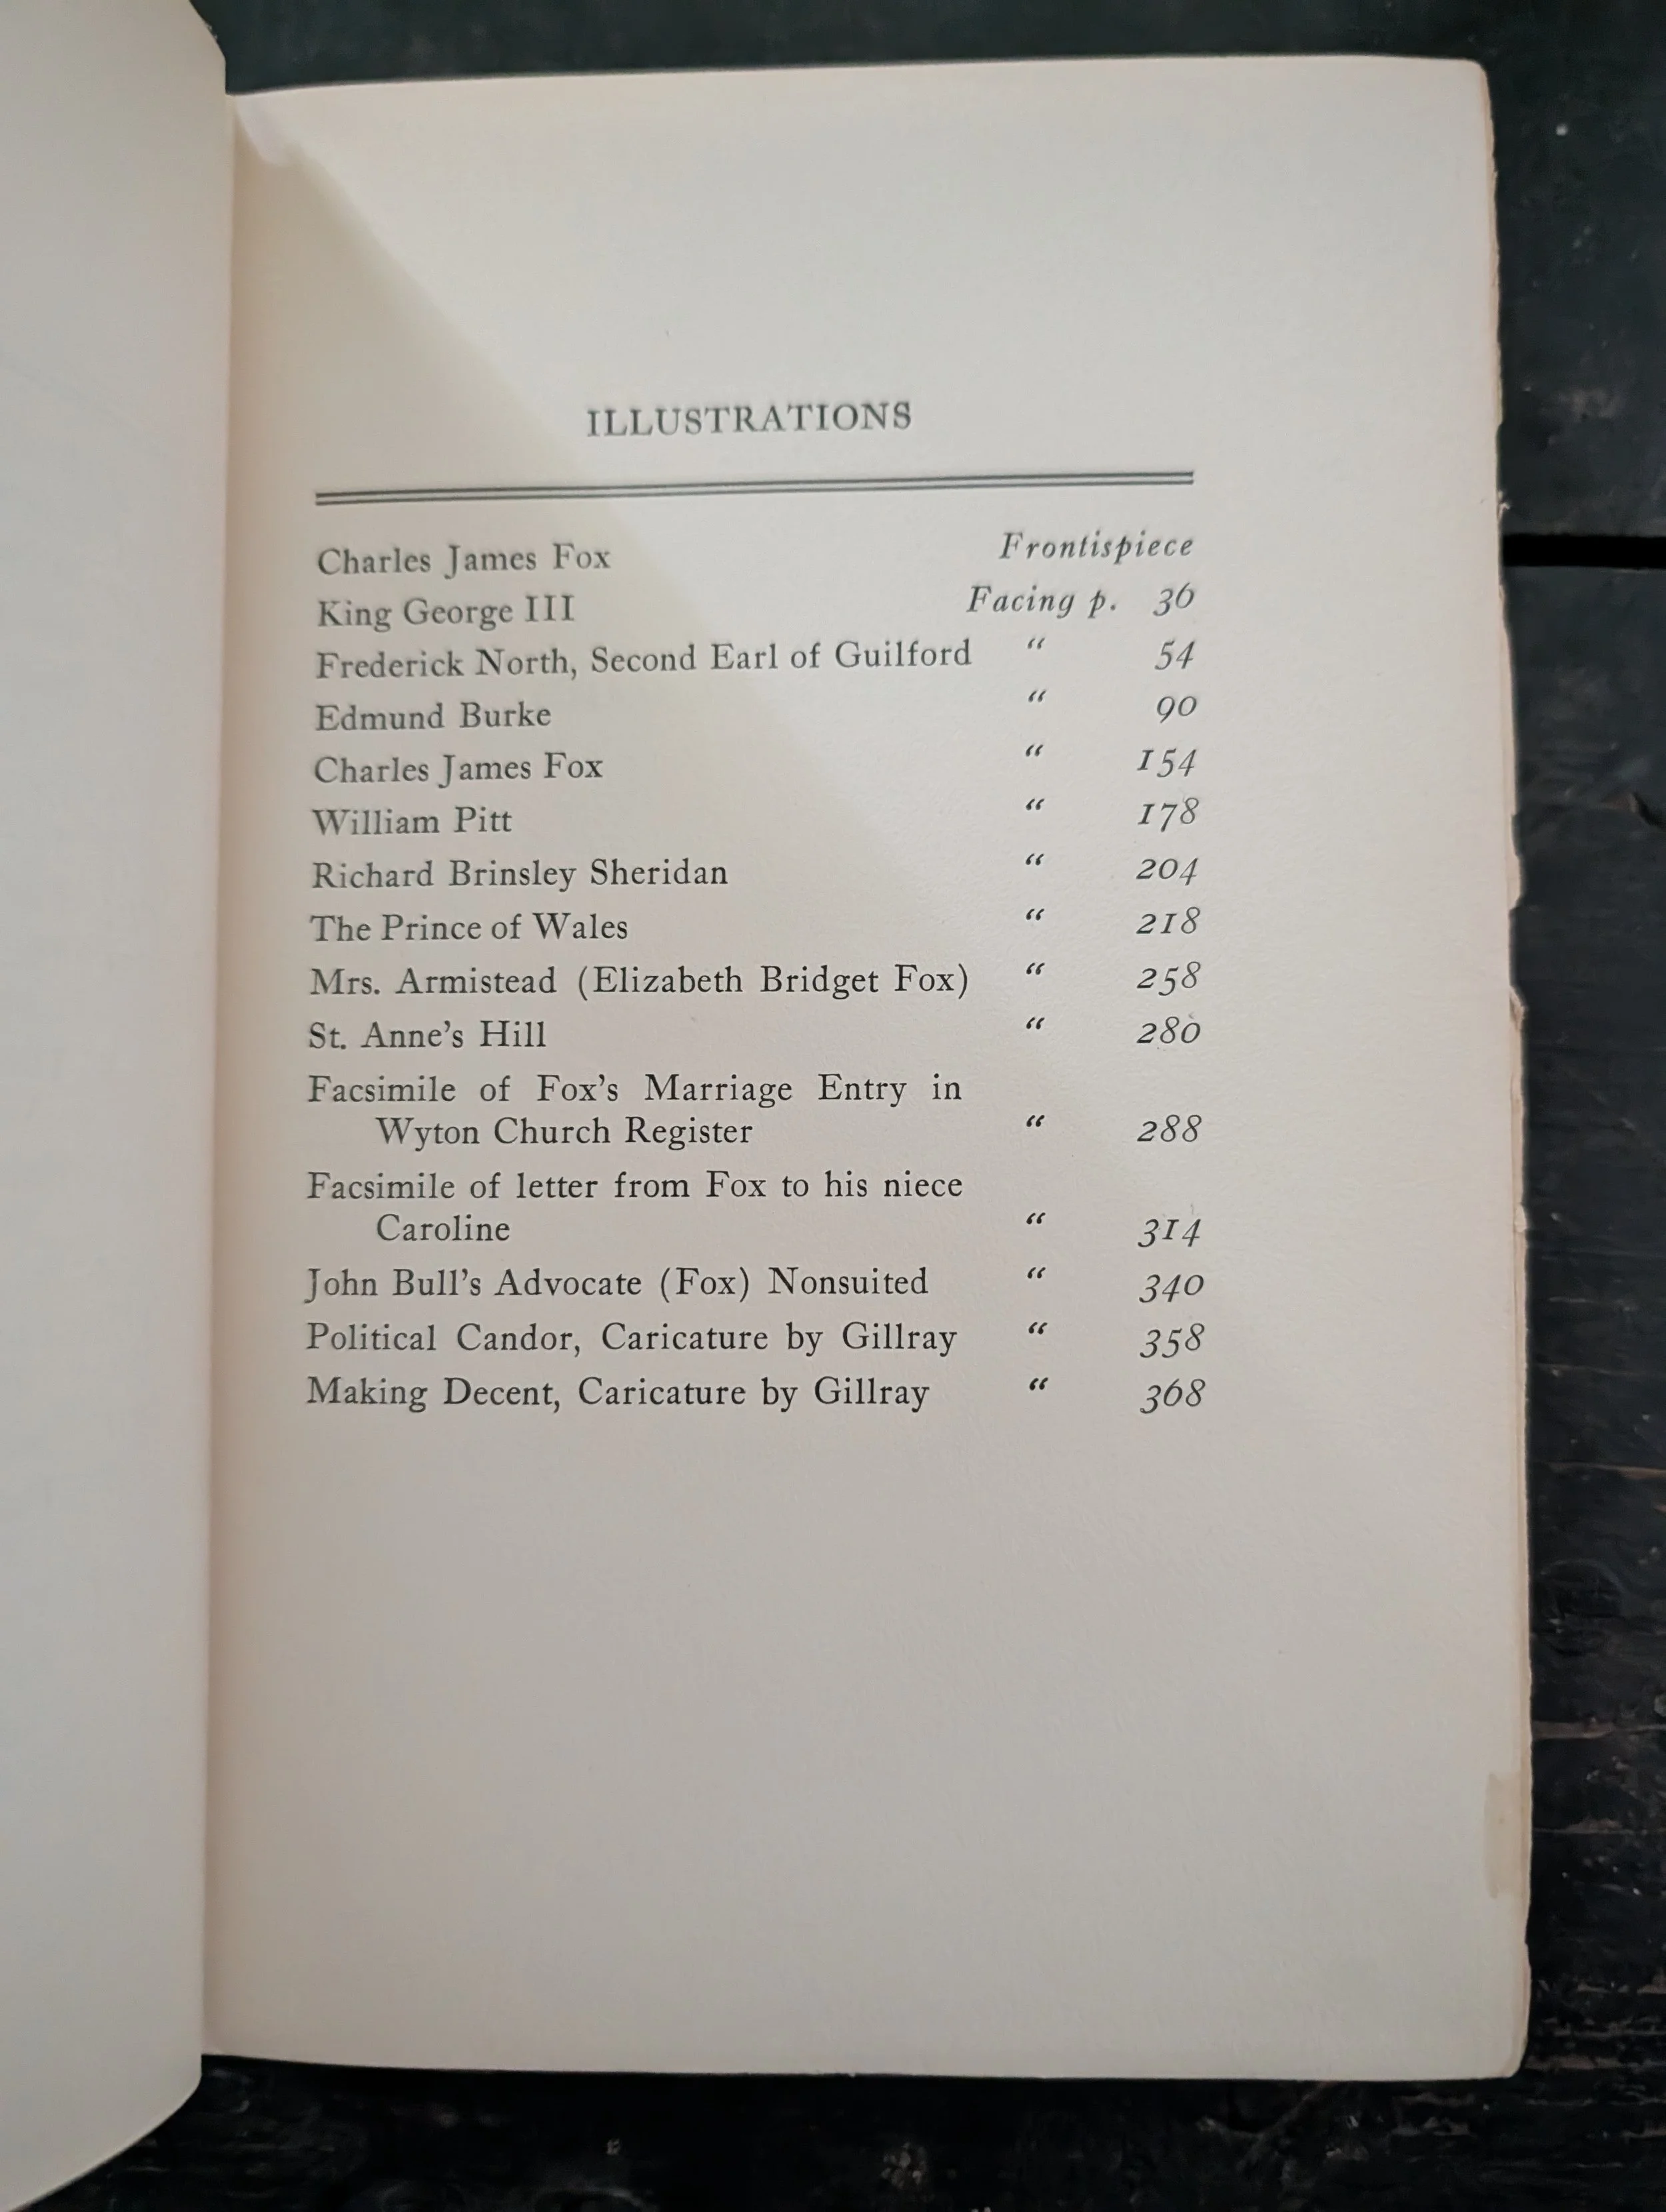 ILLUSTRATIONS
Charles James Fox Frontispiece
King George III Facing p. 36
Frederick North, Second Earl of Guilford “ 54
Edmund Burke “ 90
Charles James Fox “ 154
William Pitt “ 178
Richard Brinsley Sheridan “ 204
The Prince of Wales “ 218
Mrs. Armistead (Elizabeth Bridget Fox) “ 258
St. Anne’s Hill “ 280
Facsimile of Fox’s Marriage Entry in
Wyton Church Register “ 288
Facsimile of letter from Fox to his niece
Caroline “ 314
John Bull’s Advocate (Fox) Nonsuited “ 340
Political Candor, Caricature by Gillray “ 358
Making Decent, Caricature by Gillray “ 368